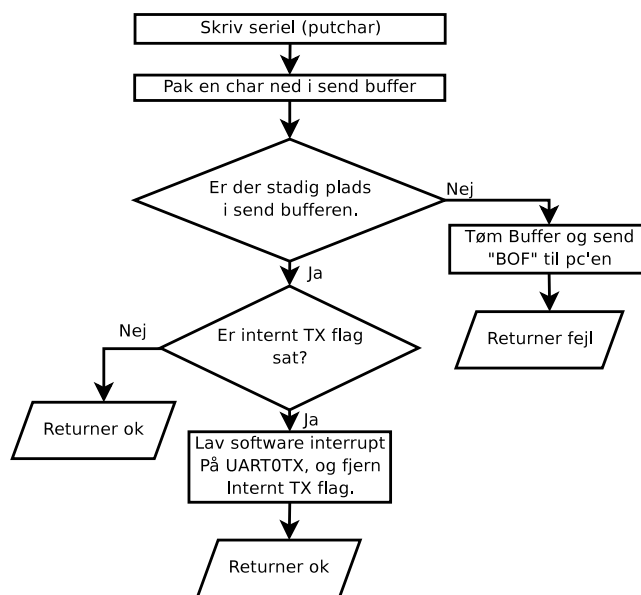 Skriv seriel (putchar)
Pak en char ned i send buffer
Er der stadig plads
i send bufferen.
Nej
Tøm Buffer og send
"BOF" til pc'en
Returner fejl
Ja
Er internt TX flag
sat?
Nej
Returner ok
Ja
Lav software interrupt
På UART0TX, og fjern
Internt TX flag.
Returner ok